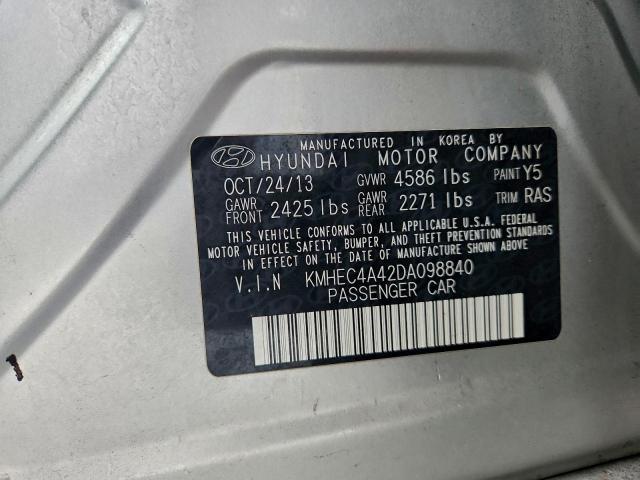 MANUFACTURED IN KOREA BY
HYUNDAI MOTOR COMPANY
OCT/24/13 GVWR 4586 lbs PAINT Y5
GAWR FRONT 2425 lbs GAWR REAR 2271 lbs TRIM RAS
THIS VEHICLE CONFORMS TO ALL APPLICABLE U.S.A. FEDERAL
MOTOR VEHICLE SAFETY, BUMPER, AND THEFT PREVENTION STANDARDS
IN EFFECT ON THE DATE OF MANUFACTURE SHOWN ABOVE.
V.I.N KMHEC4A42DA098840
PASSENGER CAR